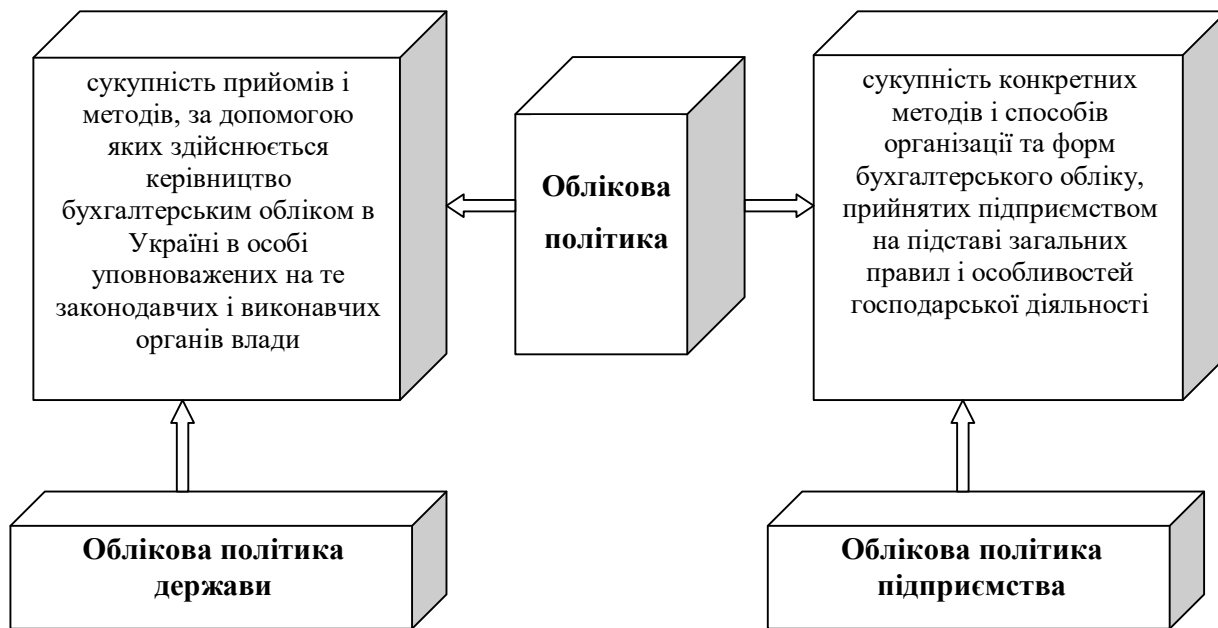 сукупність прийомів і
методів, за допомогою
яких здійснюється
керівництво
бухгалтерським обліком в
Україні в особі
уповноважених на те
законодавчих і виконавчих
органів влади
Облікова
політика
сукупність конкретних
методів і способів
організації та форм
бухгалтерського обліку,
прийнятих підприємством
на підставі загальних
правил і особливостей
господарської діяльності
Облікова політика
держави
Облікова політика
підприємства